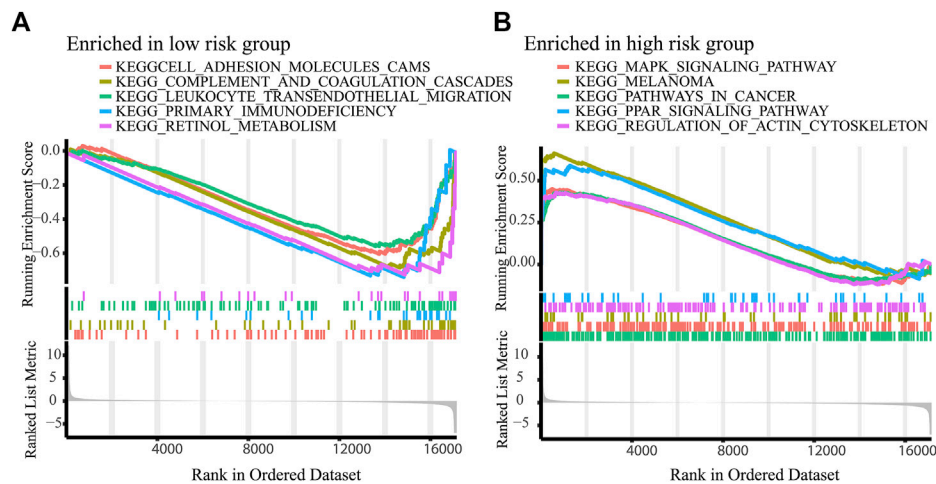 A
Enriched in low risk group
KEGGCELL_ADHESION_MOLECULES_CAMS
KEGG_COMPLEMENT_AND_COAGULATION_CASCADES
KEGG_LEUKOCYTE_TRANSENDOTHELIAL_MIGRATION
KEGG_PRIMARY_IMMUNODEFICIENCY
KEGG_RETINOL_METABOLISM
Running Enrichment Score
0.0
−0.2
−0.4
−0.6
Ranked List Metric
10
5
0
−5
4000 8000 12000 16000
Rank in Ordered Dataset
B
Enriched in high risk group
KEGG_MAPK_SIGNALING_PATHWAY
KEGG_MELANOMA
KEGG_PATHWAYS_IN_CANCER
KEGG_PPAR_SIGNALING_PATHWAY
KEGG_REGULATION_OF_ACTIN_CYTOSKELETON
Running Enrichment Score
0.50
0.25
0.00
Ranked List Metric
10
5
0
−5
4000 8000 12000 16000
Rank in Ordered Dataset